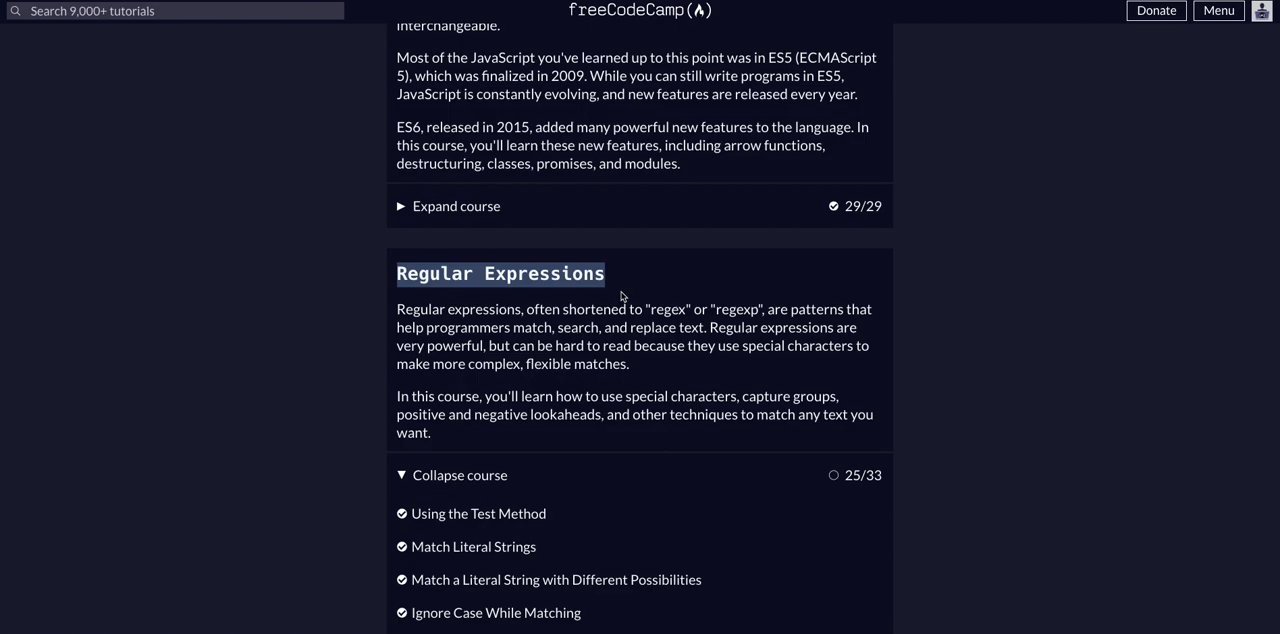 Search 9,000+ tutorials
freeCodeCamp
Donate
Menu
interchangeable.
Most of the JavaScript you've learned up to this point was in ES5 (ECMAScript
5), which was finalized in 2009. While you can still write programs in ES5,
JavaScript is constantly evolving, and new features are released every year.
ES6, released in 2015, added many powerful new features to the language. In
this course, you'll learn these new features, including arrow functions,
destructuring, classes, promises, and modules.
Expand course
29/29
Regular Expressions
Regular expressions, often shortened to "regex" or "regexp", are patterns that
help programmers match, search, and replace text. Regular expressions are
very powerful, but can be hard to read because they use special characters to
make more complex, flexible matches.
In this course, you'll learn how to use special characters, capture groups,
positive and negative lookaheads, and other techniques to match any text you
want.
Collapse course
25/33
Using the Test Method
Match Literal Strings
Match a Literal String with Different Possibilities
Ignore Case While Matching